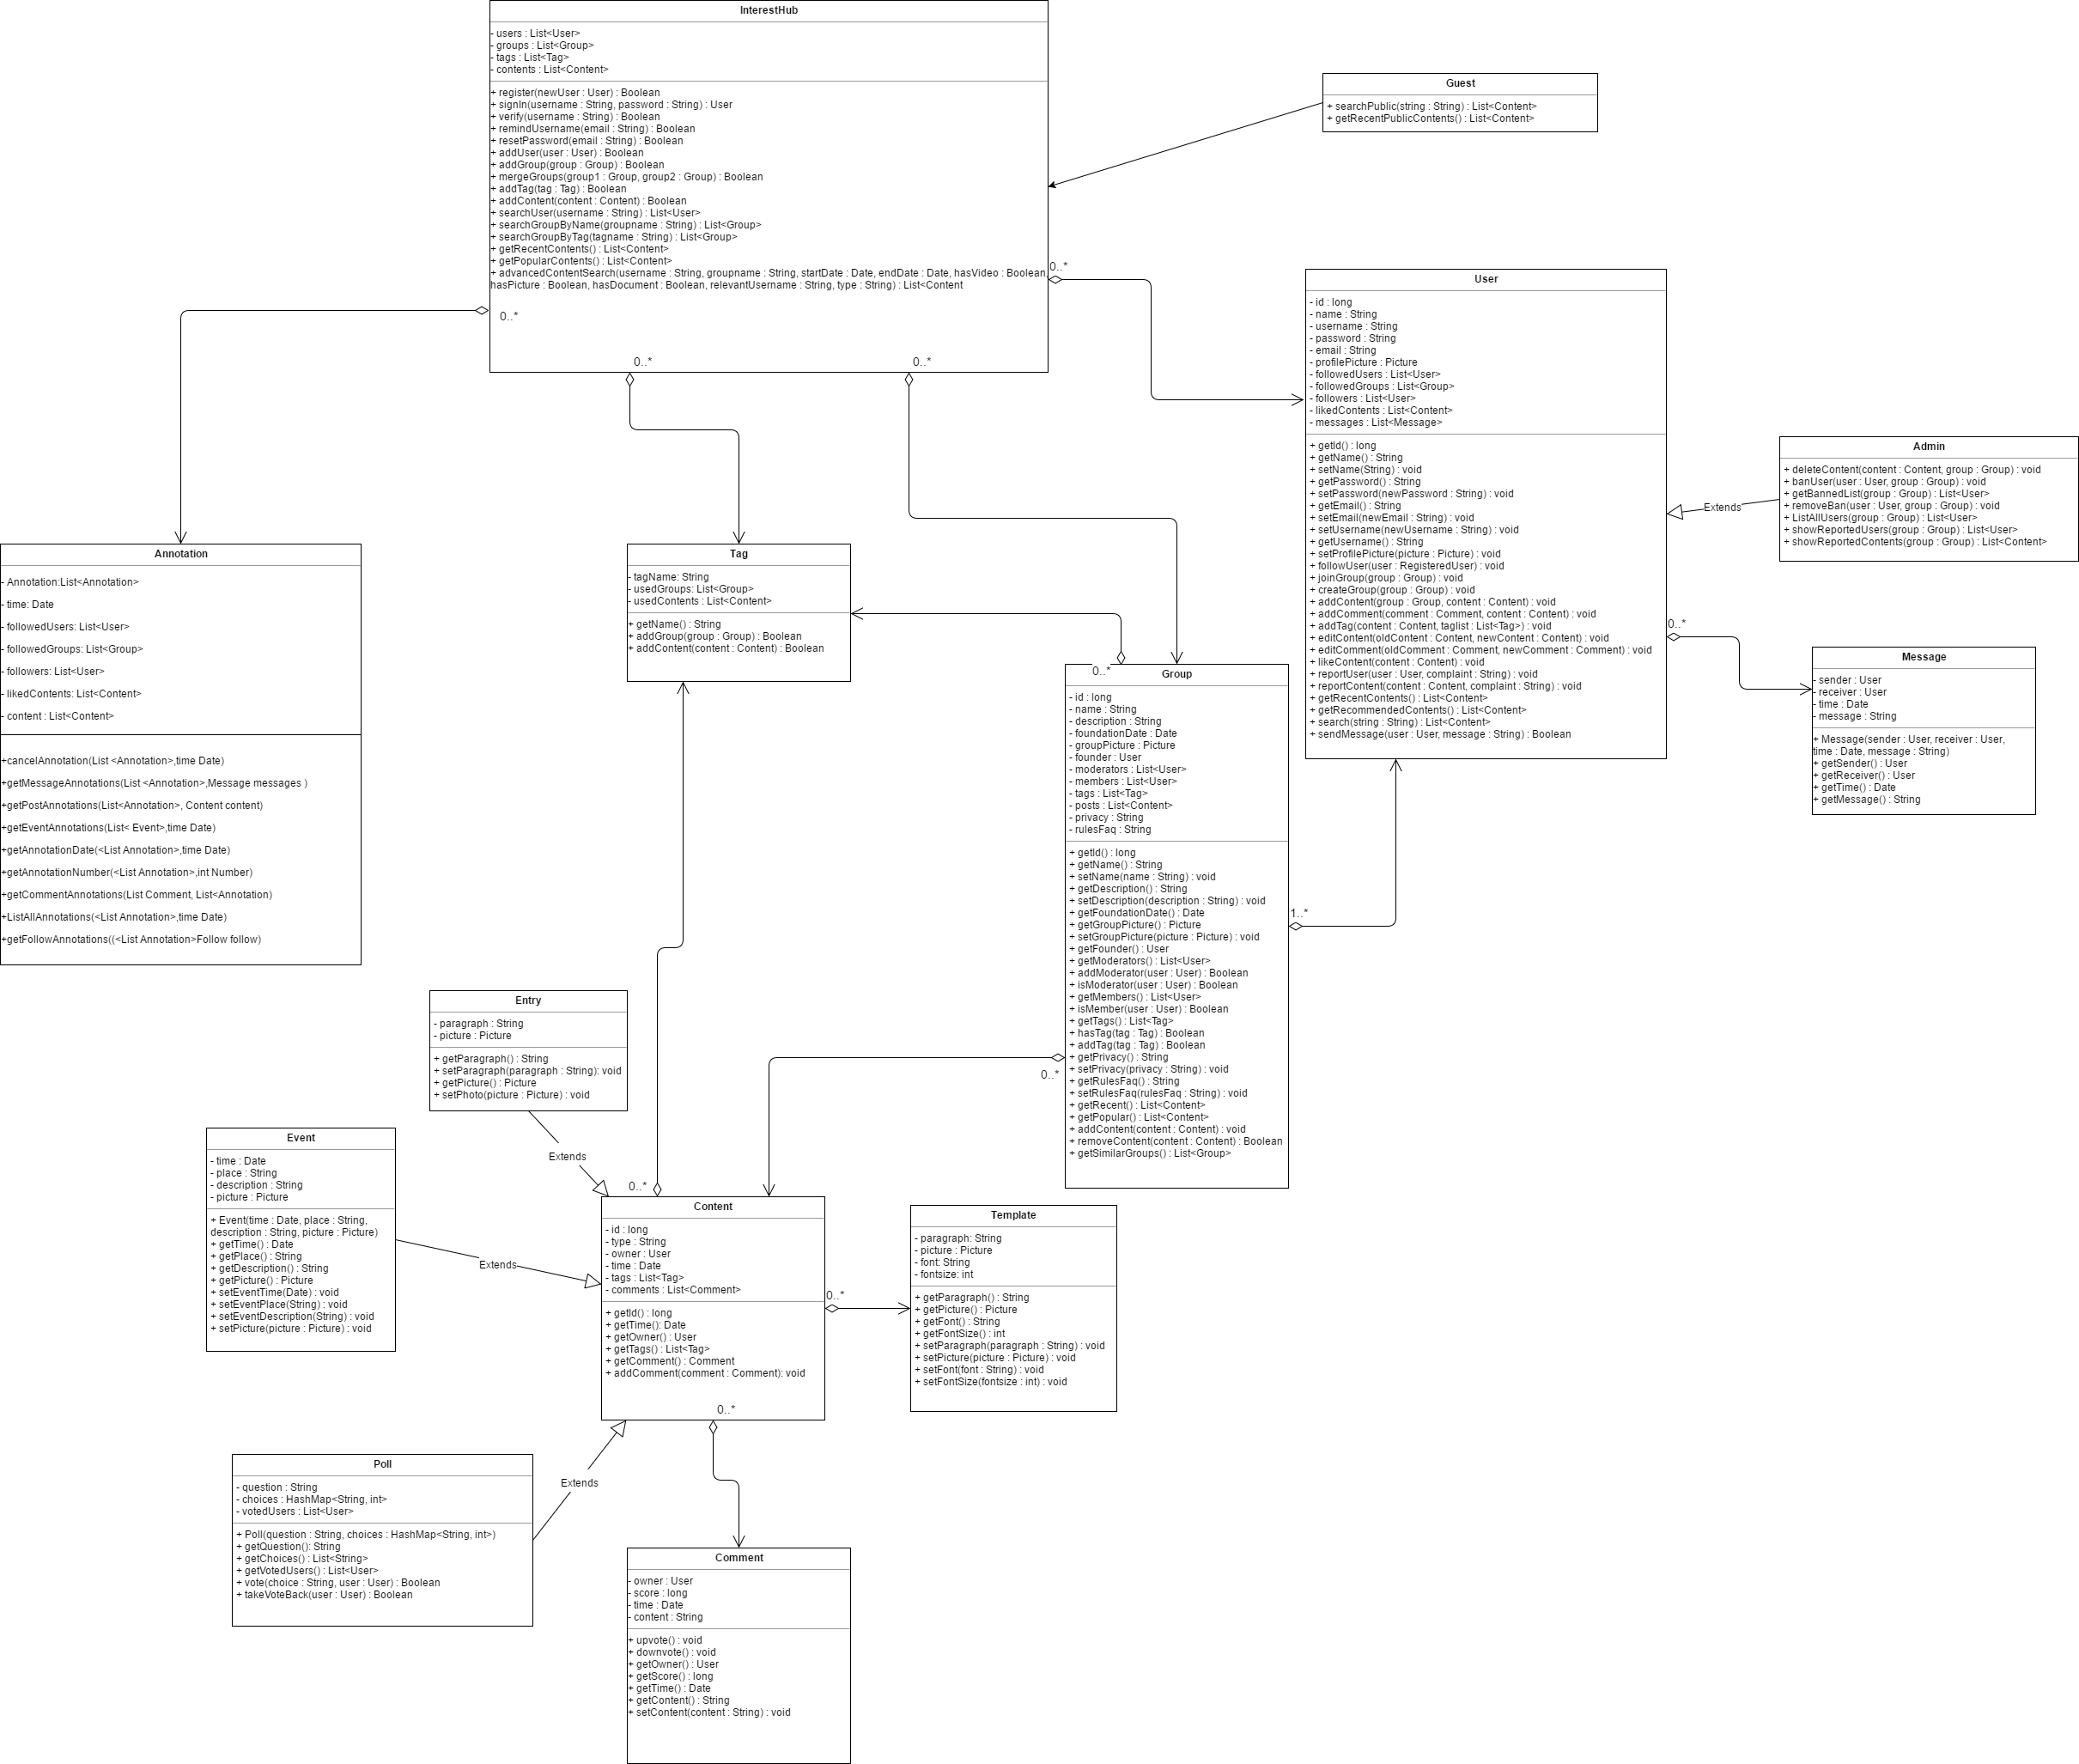 InterestHub
- users : List<User>
- groups : List<Group>
- tags : List<Tag>
- contents : List<Content>
+ register(newUser : User) : Boolean
+ signIn(username : String, password : String) : User
+ verify(username : String) : Boolean
+ remindUsername(email : String) : Boolean
+ resetPassword(email : String) : Boolean
+ addUser(user : User) : Boolean
+ addGroup(group : Group) : Boolean
+ mergeGroups(group1 : Group, group2 : Group) : Boolean
+ addTag(tag : Tag) : Boolean
+ addContent(content : Content) : Boolean
+ searchUser(username : String) : List<User>
+ searchGroupByName(groupname : String) : List<Group>
+ searchGroupByTag(tagname : String) : List<Group>
+ getRecentContents() : List<Content>
+ getPopularContents() : List<Content>
+ advancedContentSearch(username : String, groupname : String, startDate : Date, endDate : Date, hasVideo : Boolean,
hasPicture : Boolean, hasDocument : Boolean, relevantUsername : String, type : String) : List<Content
0..*
0..*
0..*
0..*
Guest
+ searchPublic(string : String) : List<Content>
+ getRecentPublicContents() : List<Content>
User
- id : long
- name : String
- username : String
- password : String
- email : String
- profilePicture : Picture
- followedUsers : List<User>
- followedGroups : List<Group>
- followers : List<User>
- likedContents : List<Content>
- messages : List<Message>
+ getId() : long
+ getName() : String
+ setName(String) : void
+ getPassword() : String
+ setPassword(newPassword : String) : void
+ getEmail() : String
+ setEmail(newEmail : String) : void
+ setUsername(newUsername : String) : void
+ getUsername() : String
+ setProfilePicture(picture : Picture) : void
+ followUser(user : RegisteredUser) : void
+ joinGroup(group : Group) : void
+ createGroup(group : Group) : void
+ addContent(group : Group, content : Content) : void
+ addComment(comment : Comment, content : Content) : void
+ addTag(content : Content, taglist : List<Tag>) : void
+ editContent(oldContent : Content, newContent : Content) : void
+ editComment(oldComment : Comment, newComment : Comment) : void
+ likeContent(content : Content) : void
+ reportUser(user : User, complaint : String) : void
+ reportContent(content : Content, complaint : String) : void
+ getRecentContents() : List<Content>
+ getRecommendedContents() : List<Content>
+ search(string : String) : List<Content>
+ sendMessage(user : User, message : String) : Boolean
0..*
Extends
Admin
+ deleteContent(content : Content, group : Group) : void
+ banUser(user : User, group : Group) : void
+ getBannedList(group : Group) : List<User>
+ removeBan(user : User, group : Group) : void
+ ListAllUsers(group : Group) : List<User>
+ showReportedUsers(group : Group) : List<User>
+ showReportedContents(group : Group) : List<Content>
Message
- sender : User
- receiver : User
- time : Date
- message : String
+ Message(sender : User, receiver : User,
time : Date, message : String)
+ getSender() : User
+ getReceiver() : User
+ getTime() : Date
+ getMessage() : String
Annotation
- Annotation:List<Annotation>
- time: Date
- followedUsers: List<User>
- followedGroups: List<Group>
- followers: List<User>
- likedContents: List<Content>
- content : List<Content>
+cancelAnnotation(List <Annotation>,time Date)
+getMessageAnnotations(List <Annotation>,Message messages )
+getPostAnnotations(List<Annotation>, Content content)
+getEventAnnotations(List< Event>,time Date)
+getAnnotationDate(<List Annotation>,time Date)
+getAnnotationNumber(<List Annotation>,int Number)
+getCommentAnnotations(List Comment, List<Annotation)
+ListAllAnnotations(<List Annotation>,time Date)
+getFollowAnnotations((<List Annotation>Follow follow)
Tag
- tagName: String
- usedGroups: List<Group>
- usedContents : List<Content>
+ getName() : String
+ addGroup(group : Group) : Boolean
+ addContent(content : Content) : Boolean
0..*
Group
- id : long
- name : String
- description : String
- foundationDate : Date
- groupPicture : Picture
- founder : User
- moderators : List<User>
- members : List<User>
- tags : List<Tag>
- posts : List<Content>
- privacy : String
- rulesFaq : String
+ getId() : long
+ getName() : String
+ setName(name : String) : void
+ getDescription() : String
+ setDescription(description : String) : void
+ getFoundationDate() : Date
+ getGroupPicture() : Picture
+ setGroupPicture(picture : Picture) : void
+ getFounder() : User
+ getModerators() : List<User>
+ addModerator(user : User) : Boolean
+ isModerator(user : User) : Boolean
+ getMembers() : List<User>
+ isMember(user : User) : Boolean
+ getTags() : List<Tag>
+ hasTag(tag : Tag) : Boolean
+ addTag(tag : Tag) : Boolean
+ getPrivacy() : String
+ setPrivacy(privacy : String) : void
+ getRulesFaq() : String
+ setRulesFaq(rulesFaq : String) : void
+ getRecent() : List<Content>
+ getPopular() : List<Content>
+ addContent(content : Content) : void
+ removeContent(content : Content) : Boolean
+ getSimilarGroups() : List<Group>
1..*
0..*
Entry
- paragraph : String
- picture : Picture
+ getParagraph() : String
+ setParagraph(paragraph : String): void
+ getPicture() : Picture
+ setPhoto(picture : Picture) : void
Extends
Event
- time : Date
- place : String
- description : String
- picture : Picture
+ Event(time : Date, place : String,
description : String, picture : Picture)
+ getTime() : Date
+ getPlace() : String
+ getDescription() : String
+ getPicture() : Picture
+ setEventTime(Date) : void
+ setEventPlace(String) : void
+ setEventDescription(String) : void
+ setPicture(picture : Picture) : void
Extends
0..*
Content
- id : long
- type : String
- owner : User
- time : Date
- tags : List<Tag>
- comments : List<Comment>
+ getId() : long
+ getTime(): Date
+ getOwner() : User
+ getTags() : List<Tag>
+ getComment() : Comment
+ addComment(comment : Comment): void
0..*
0..*
Template
- paragraph: String
- picture : Picture
- font: String
- fontsize: int
+ getParagraph() : String
+ getPicture() : Picture
+ getFont() : String
+ getFontSize() : int
+ setParagraph(paragraph : String) : void
+ setPicture(picture : Picture) : void
+ setFont(font : String) : void
+ setFontSize(fontsize : int) : void
Poll
- question : String
- choices : HashMap<String, int>
- votedUsers : List<User>
+ Poll(question : String, choices : HashMap<String, int>)
+ getQuestion(): String
+ getChoices() : List<String>
+ getVotedUsers() : List<User>
+ vote(choice : String, user : User) : Boolean
+ takeVoteBack(user : User) : Boolean
Extends
Comment
- owner : User
- score : long
- time : Date
- content : String
+ upvote() : void
+ downvote() : void
+ getOwner() : User
+ getScore() : long
+ getTime() : Date
+ getContent() : String
+ setContent(content : String) : void